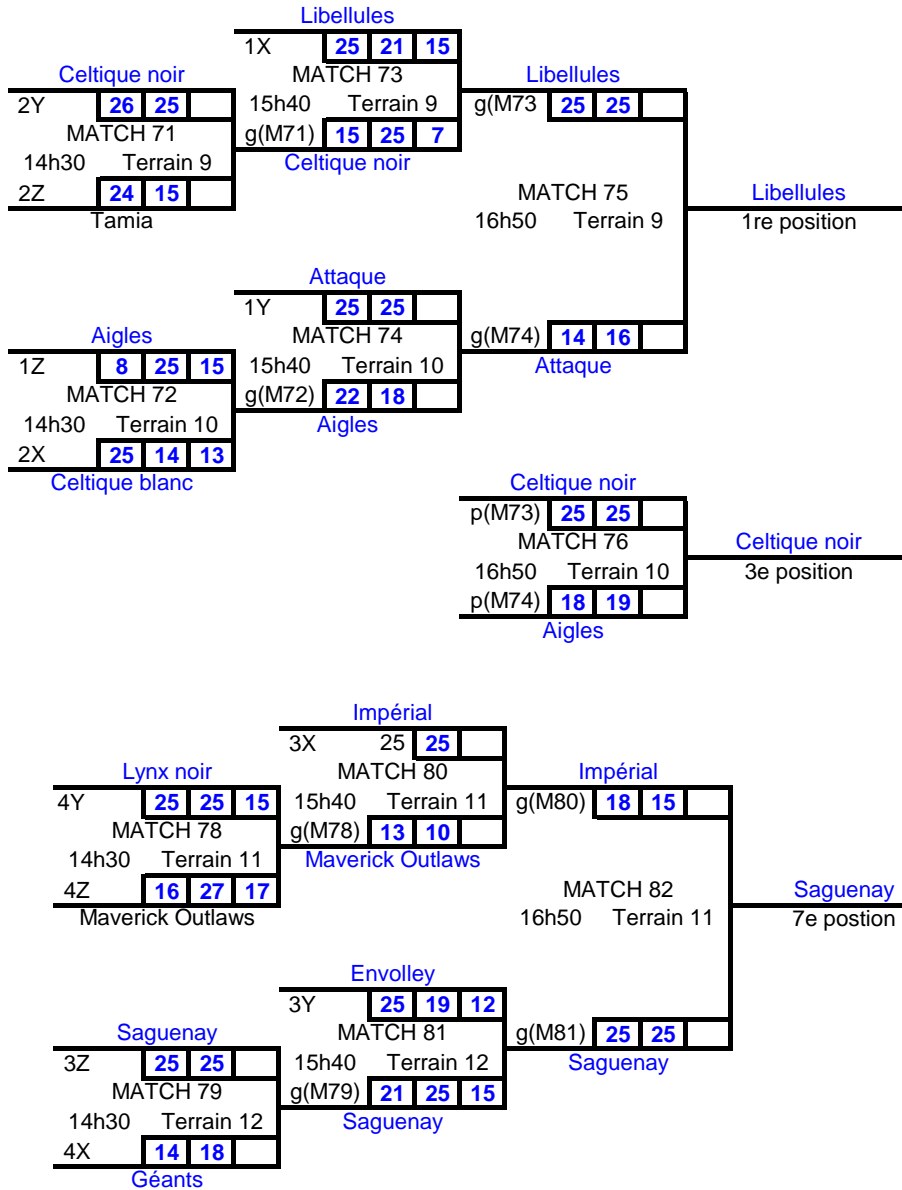 Libellules
1X 25 21 15
Celtique noir MATCH 73 Libellules
2Y 26 25 15h40 Terrain 9 g(M73 25 25
MATCH 71 g(M71) 15 25 7
14h30 Terrain 9 Celtique noir
2Z 24 15 MATCH 75 Libellules
Tamia 16h50 Terrain 9 1re position
Attaque
1Y 25 25
Aigles MATCH 74 g(M74) 14 16
1Z 8 25 15 15h40 Terrain 10 Attaque
MATCH 72 g(M72) 22 18
14h30 Terrain 10 Aigles
2X 25 14 13
Celtique blanc Celtique noir
p(M73) 25 25
MATCH 76 Celtique noir
16h50 Terrain 10 3e position
p(M74) 18 19
Aigles
Impérial
3X 25 25
Lynx noir MATCH 80 Impérial
4Y 25 25 15 15h40 Terrain 11 g(M80) 18 15
MATCH 78 g(M78) 13 10
14h30 Terrain 11 Maverick Outlaws
4Z 16 27 17 MATCH 82 Saguenay
Maverick Outlaws 16h50 Terrain 11 7e postion
Envolley
3Y 25 19 12
Saguenay MATCH 81 g(M81) 25 25
3Z 25 25 15h40 Terrain 12 Saguenay
MATCH 79 g(M79) 21 25 15
14h30 Terrain 12 Saguenay
4X 14 18
Géants